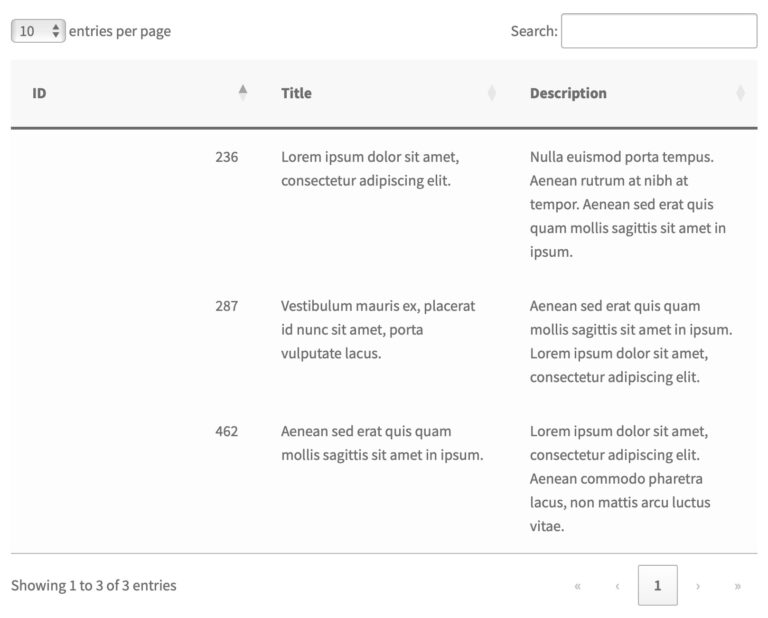 10 entries per page Search:
ID Title Description
236 Lorem ipsum dolor sit amet, Nulla euismod porta tempus.
consectetur adipiscing elit. Aenean rutrum at nibh at
tempor. Aenean sed erat quis
quam mollis sagittis sit amet in
ipsum.
287 Vestibulum mauris ex, placerat Aenean sed erat quis quam
id nunc sit amet, porta mollis sagittis sit amet in ipsum.
vulputate lacus. Lorem ipsum dolor sit amet,
consectetur adipiscing elit.
462 Aenean sed erat quis quam Lorem ipsum dolor sit amet,
mollis sagittis sit amet in ipsum. consectetur adipiscing elit.
Aenean commodo pharetra
lacus, non mattis arcu luctus
vitae.
Showing 1 to 3 of 3 entries « ‹ 1 › »